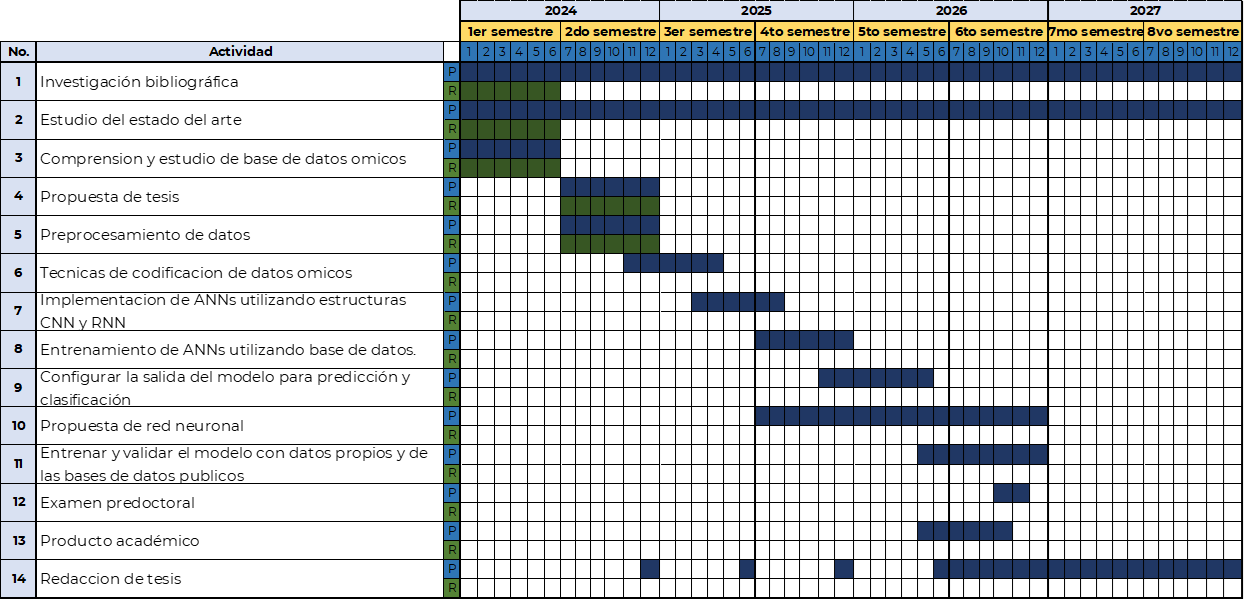 2024 2025 2026 2027
1er semestre 2do semestre 3er semestre 4to semestre 5to semestre 6to semestre 7mo semestre 8vo semestre
No. Actividad 1 2 3 4 5 6 7 8 9 10 11 12 1 2 3 4 5 6 7 8 9 10 11 12 1 2 3 4 5 6 7 8 9 10 11 12 1 2 3 4 5 6 7 8 9 10 11 12
1 Investigación bibliográfica P
R
2 Estudio del estado del arte P
R
3 Comprension y estudio de base de datos omicos P
R
4 Propuesta de tesis P
R
5 Preprocesamiento de datos P
R
6 Tecnicas de codificacion de datos omicos P
R
7 Implementacion de ANNs utilizando estructuras P
CNN y RNN R
8 Entrenamiento de ANNs utilizando base de datos. P
R
9 Configurar la salida del modelo para predicción y P
clasificación R
10 Propuesta de red neuronal P
R
11 Entrenar y validar el modelo con datos propios y de P
las bases de datos publicos R
12 Examen predoctoral P
R
13 Producto académico P
R
14 Redaccion de tesis P
R